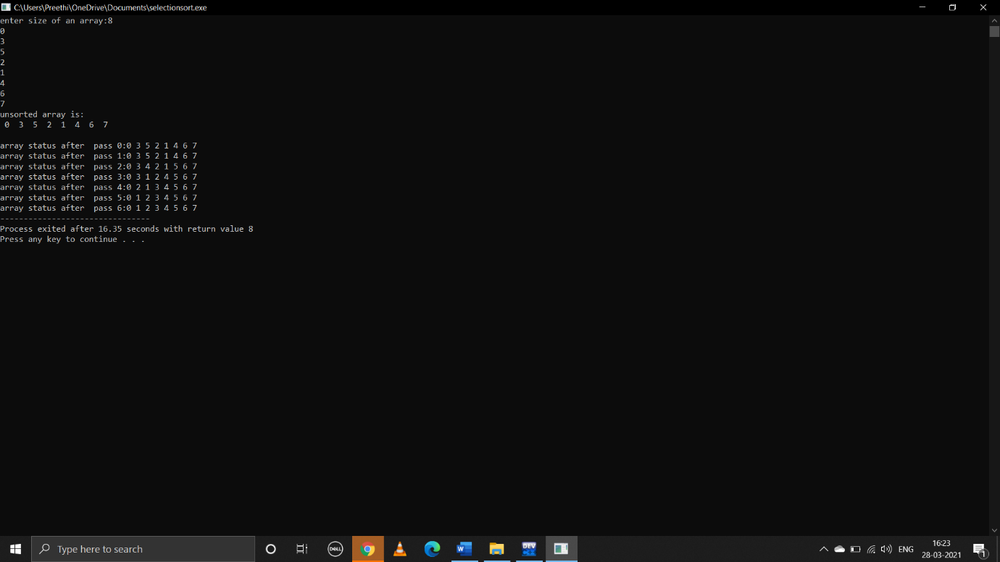 C:\Users\Preethi\OneDrive\Documents\selectionsort.exe
enter size of an array:8
0
3
5
2
1
4
6
7
unsorted array is:
 0  3  5  2  1  4  6  7
array status after  pass 0:0 3 5 2 1 4 6 7
array status after  pass 1:0 3 5 2 1 4 6 7
array status after  pass 2:0 3 4 2 1 5 6 7
array status after  pass 3:0 3 1 2 4 5 6 7
array status after  pass 4:0 2 1 3 4 5 6 7
array status after  pass 5:0 1 2 3 4 5 6 7
array status after  pass 6:0 1 2 3 4 5 6 7
--------------------------------
Process exited after 16.35 seconds with return value 8
Press any key to continue . . .
Type here to search
DELL
W
DEV
C++
ENG
16:23
28-03-2021
1